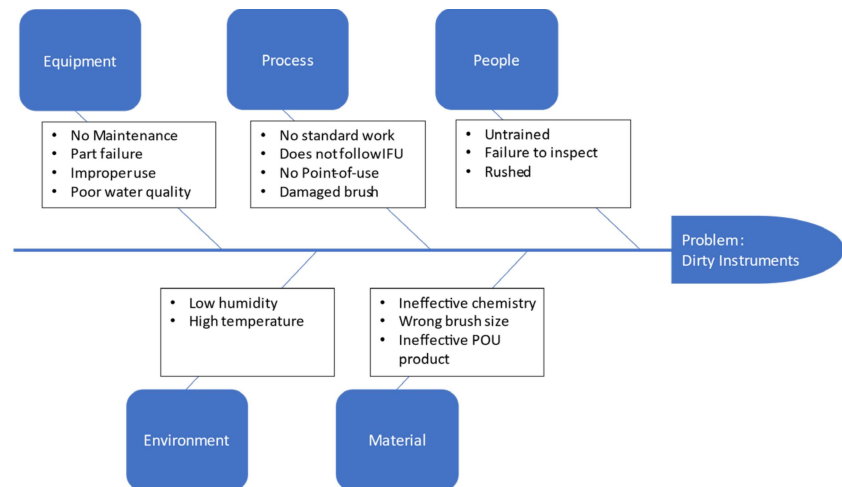 Equipment
Process
People
• No Maintenance
• Part failure
• Improper use
• Poor water quality
• No standard work
• Does not follow IFU
• No Point-of-use
• Damaged brush
• Untrained
• Failure to inspect
• Rushed
Problem:
Dirty Instruments
• Low humidity
• High temperature
• Ineffective chemistry
• Wrong brush size
• Ineffective POU
product
Environment
Material